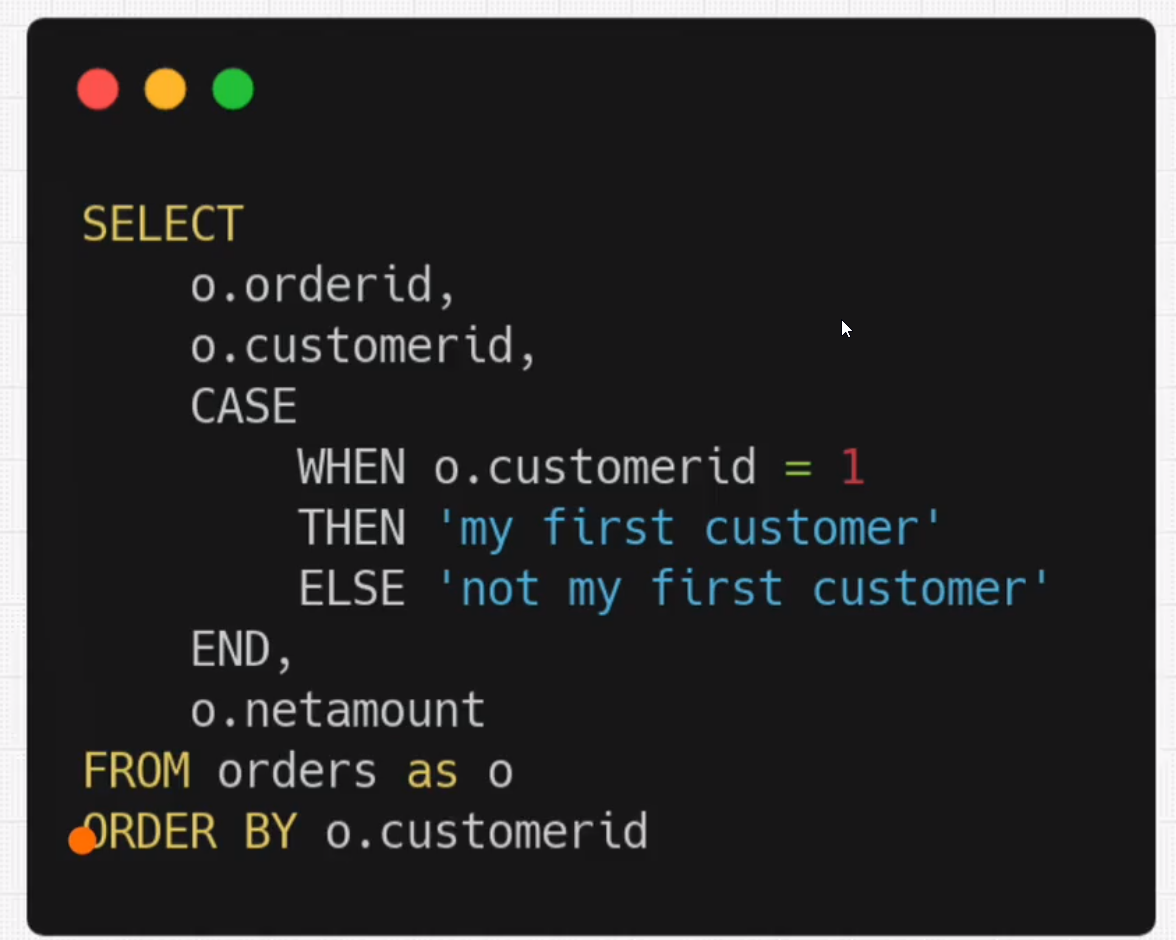 SELECT
o.orderid,
o.customerid,
CASE
WHEN o.customerid = 1
THEN 'my first customer'
ELSE 'not my first customer'
END,
o.netamount
FROM orders as o
ORDER BY o.customerid